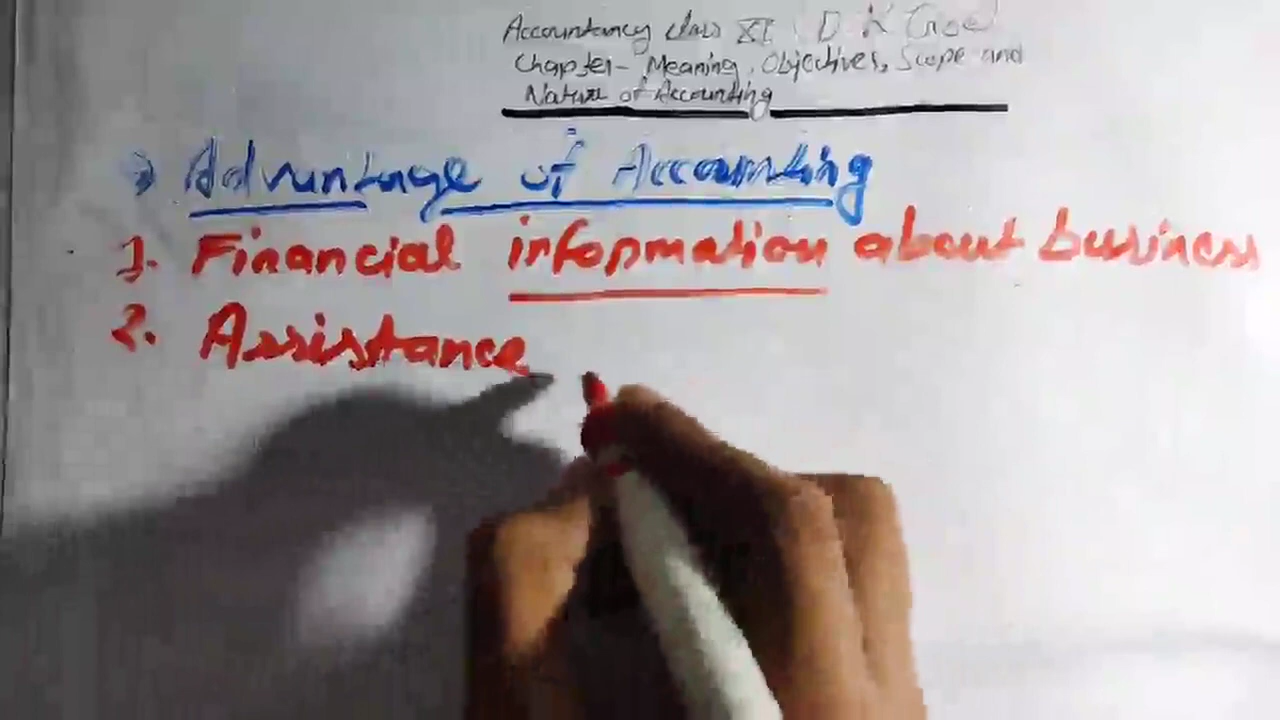 Accountancy class XI D K Goel
Chapter- Meaning, Objectives, Scope and
Nature of Accounting
→ Advantage of Accounting
1. Financial information about business
2. Assistance